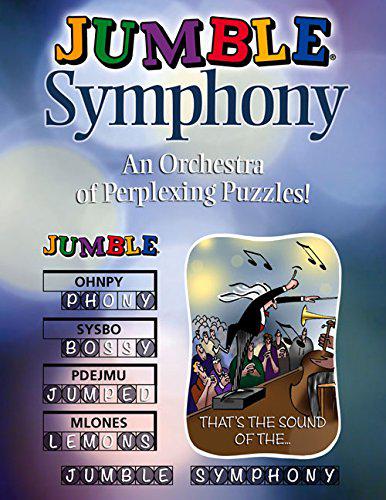 JUMBLE®
Symphony
An Orchestra
of Perplexing Puzzles!
JUMBLE
OHNPY
PHONY
SYSBO
BOSSY
PDEJMU
JUMPED
MLONES
LEMONS
THAT'S THE SOUND
OF THE...
JUMBLE SYMPHONY